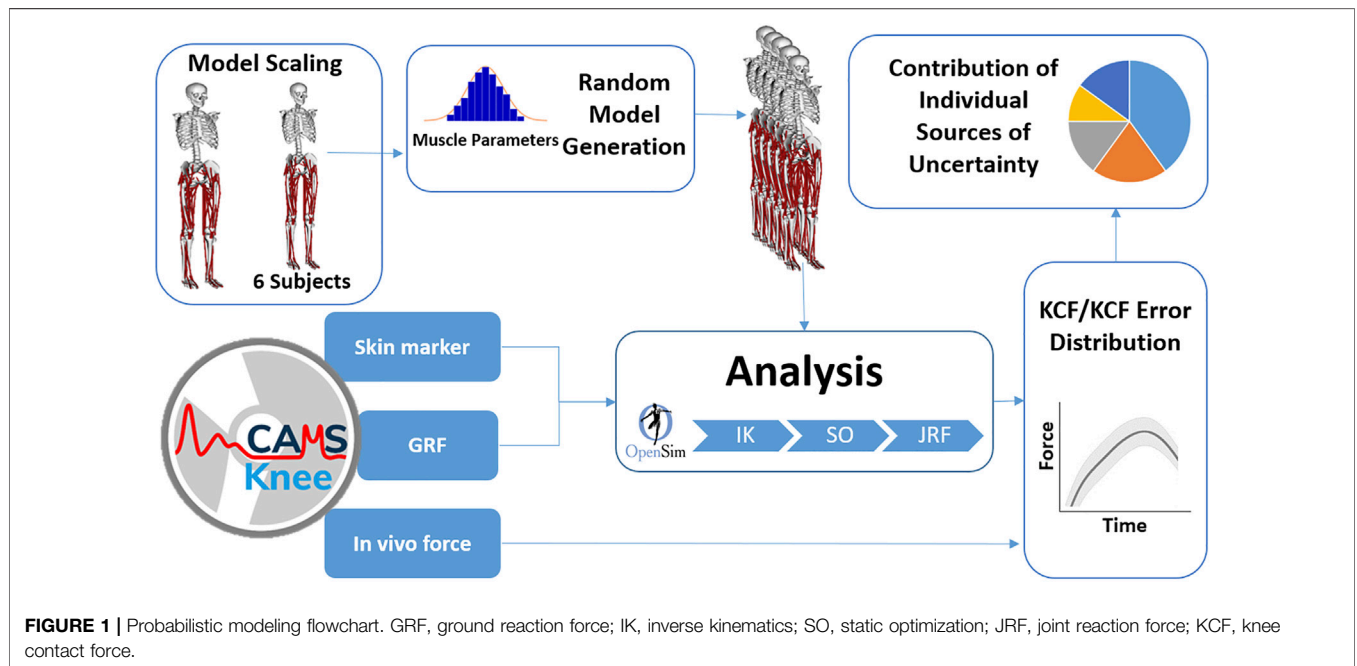 Model Scaling
6 Subjects
Muscle Parameters
Random
Model
Generation
Contribution of
Individual
Sources of
Uncertainty
Skin marker
GRF
In vivo force
CAMS
Knee
Analysis
OpenSim
IK
SO
JRF
KCF/KCF Error
Distribution
Force
Time
FIGURE 1 | Probabilistic modeling flowchart. GRF, ground reaction force; IK, inverse kinematics; SO, static optimization; JRF, joint reaction force; KCF, knee
contact force.